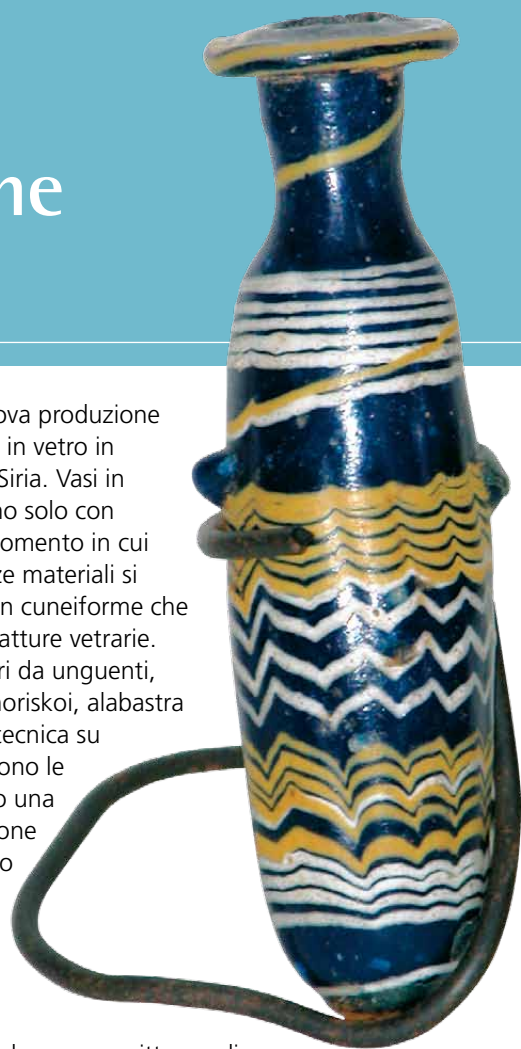 ne
ova produzione
in vetro in
Siria. Vasi in
no solo con
omento in cui
ze materiali si
n cuneiforme che
atture vetrarie.
ri da unguenti,
oriskoi, alabastra
tecnica su
ono le
o una
one
o